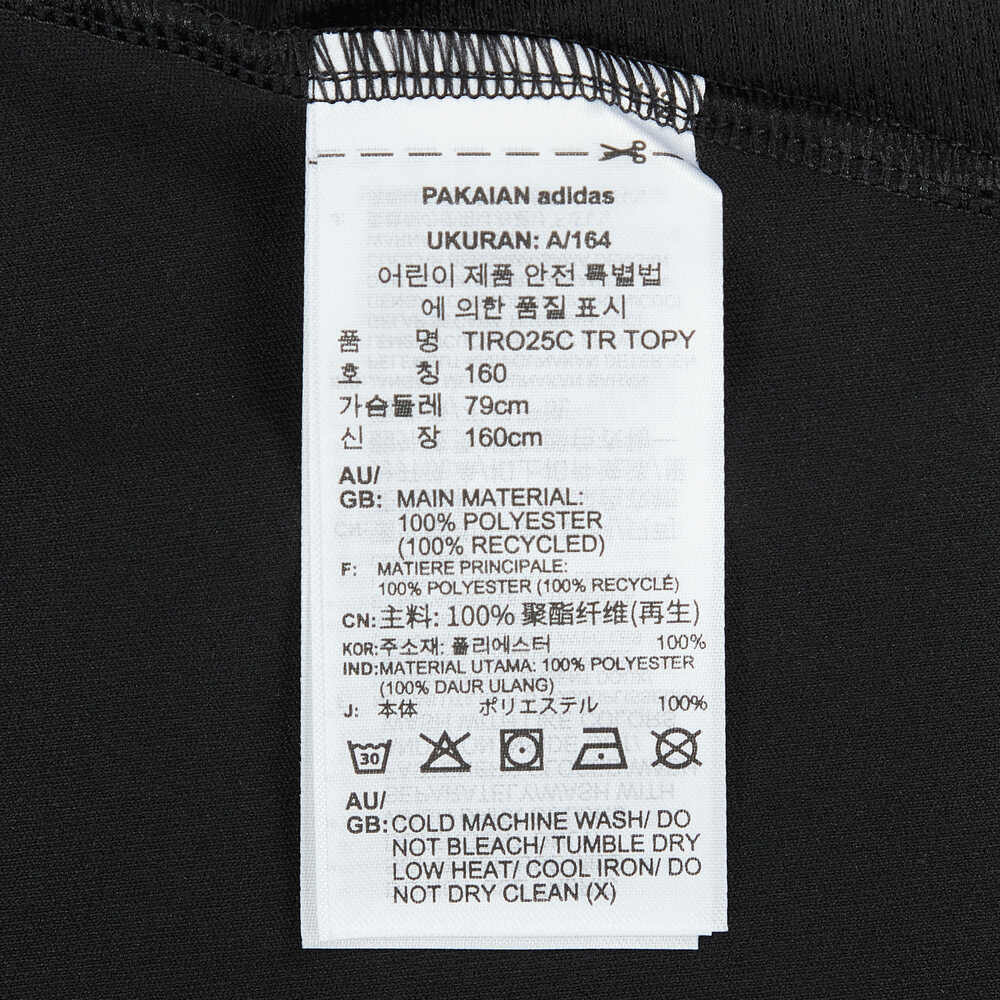 PAKAIAN adidas
UKURAN: A/164
어린이 제품 안전 특별법
에 의한 품질 표시
품 명 TIRO25C TR TOPY
호 칭 160
가슴둘레 79cm
신 장 160cm
AU/
GB: MAIN MATERIAL:
100% POLYESTER
(100% RECYCLED)
F: MATIERE PRINCIPALE:
100% POLYESTER (100% RECYCLÉ)
CN: 主料: 100% 聚酯纤维(再生)
KOR: 주소재: 폴리에스터 100%
IND: MATERIAL UTAMA: 100% POLYESTER
(100% DAUR ULANG)
J: 本体 ポリエステル 100%
30
AU/
GB: COLD MACHINE WASH/ DO
NOT BLEACH/ TUMBLE DRY
LOW HEAT/ COOL IRON/ DO
NOT DRY CLEAN (X)